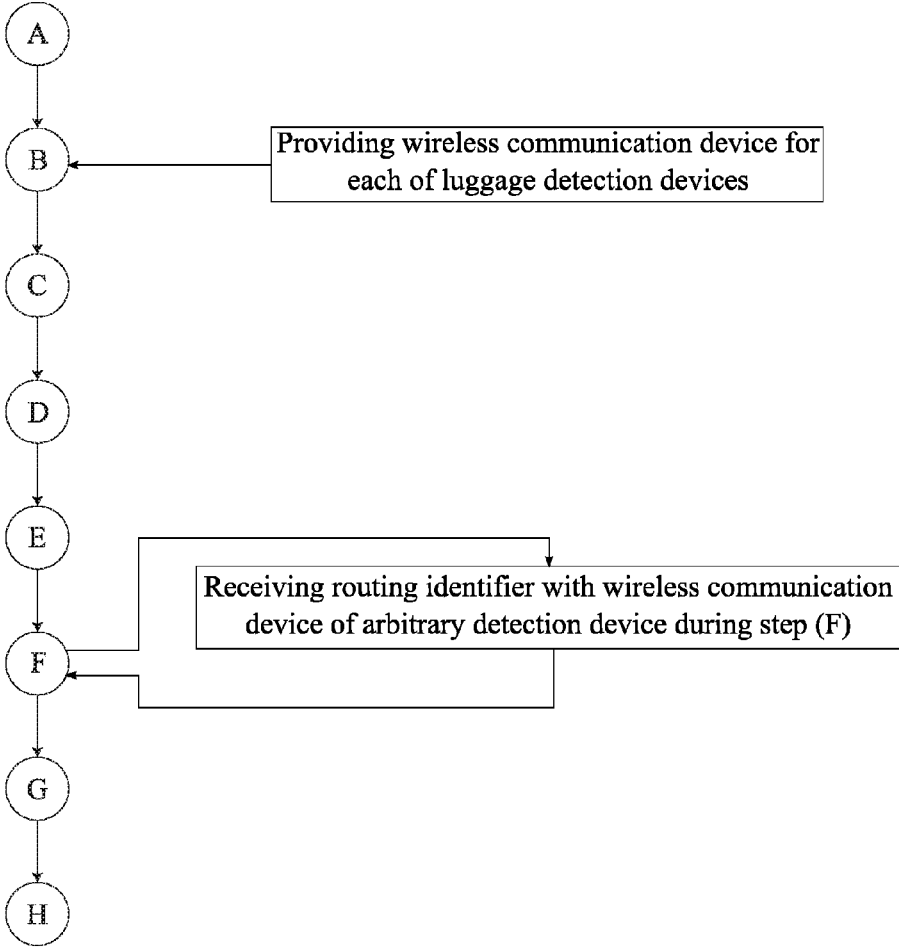 A
B
Providing wireless communication device for
each of luggage detection devices
C
D
E
Receiving routing identifier with wireless communication
device of arbitrary detection device during step (F)
F
G
H